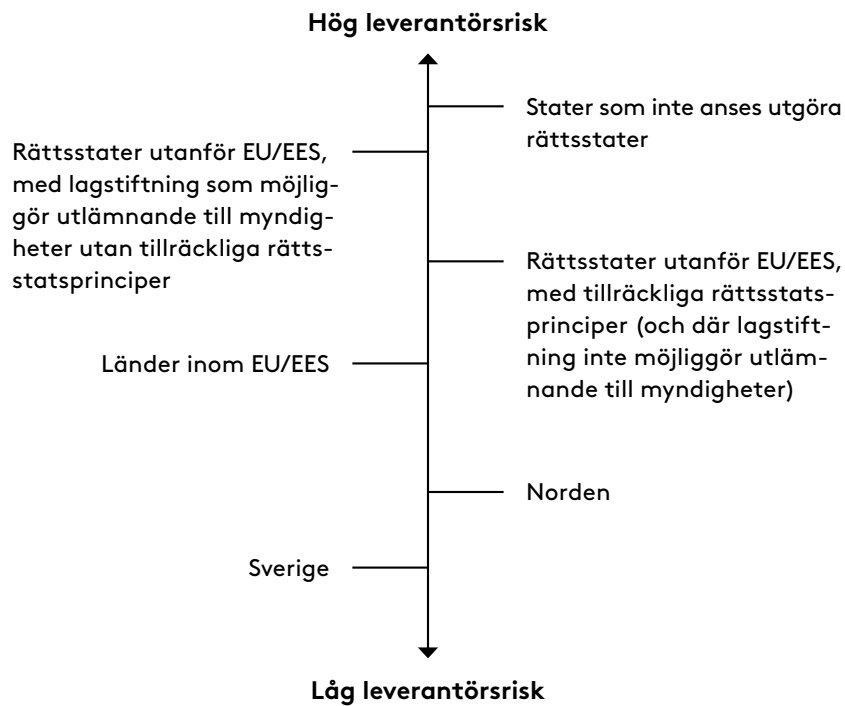 Hög leverantörsrisk
Stater som inte anses utgöra
rättsstater
Rättsstater utanför EU/EES,
med lagstiftning som möjlig-
gör utlämnande till myndig-
heter utan tillräckliga rätts-
statsprinciper
Rättsstater utanför EU/EES,
med tillräckliga rättsstats-
principer (och där lagstift-
ning inte möjliggör utläm-
nande till myndigheter)
Länder inom EU/EES
Norden
Sverige
Låg leverantörsrisk